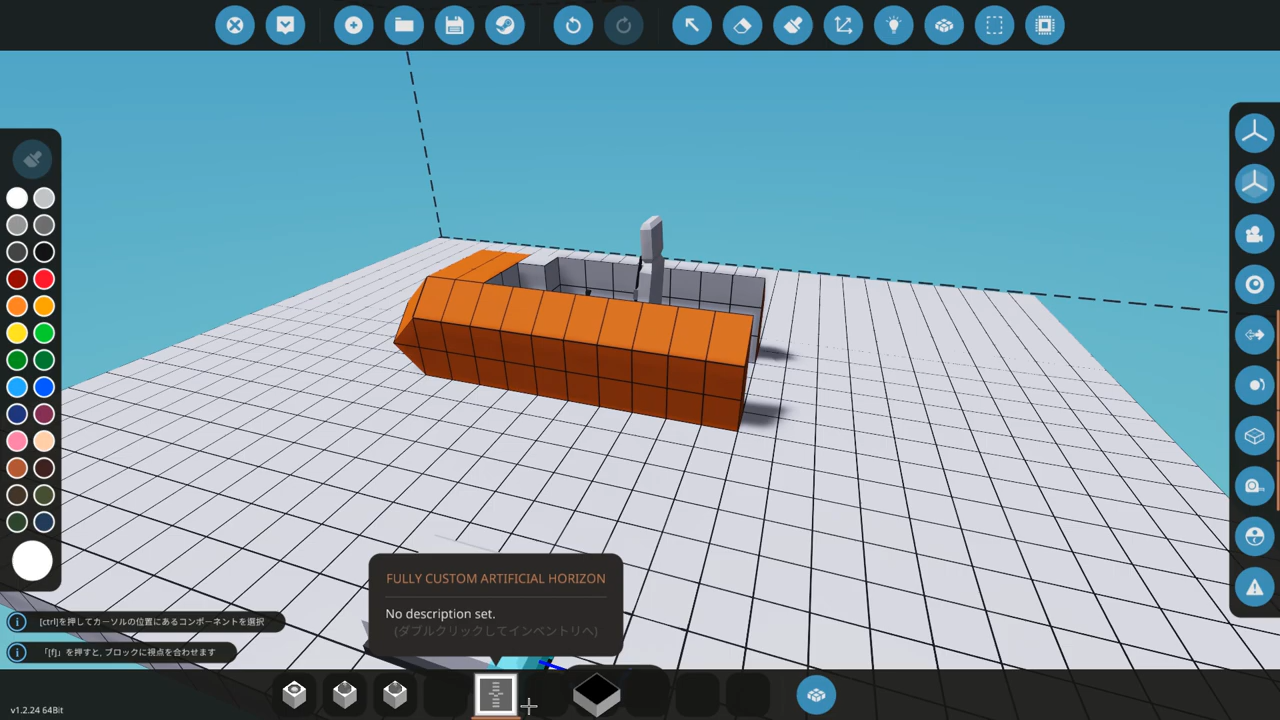 FULLY CUSTOM ARTIFICIAL HORIZON
No description set.
(ダブルクリックしてインベントリへ)
[ctrl]を押してカーソルの位置にあるコンポーネントを選択
「[f]」を押すと, ブロックに視点を合わせます
v1.2.24 64Bit